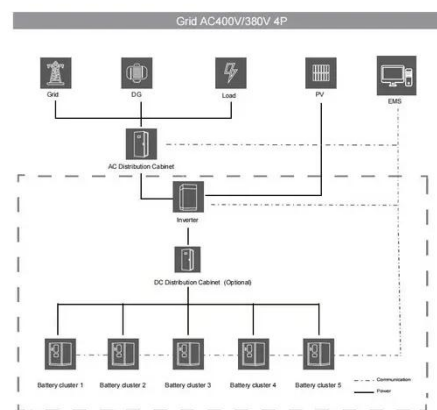 Grid AC400V/380V 4P
Grid
DG
Load
PV
EMS
AC Distribution Cabinet
Inverter
DC Distribution Cabinet (Optional)
Battery cluster 1
Battery cluster 2
Battery cluster 3
Battery cluster 4
Battery cluster 5
Communication
Power